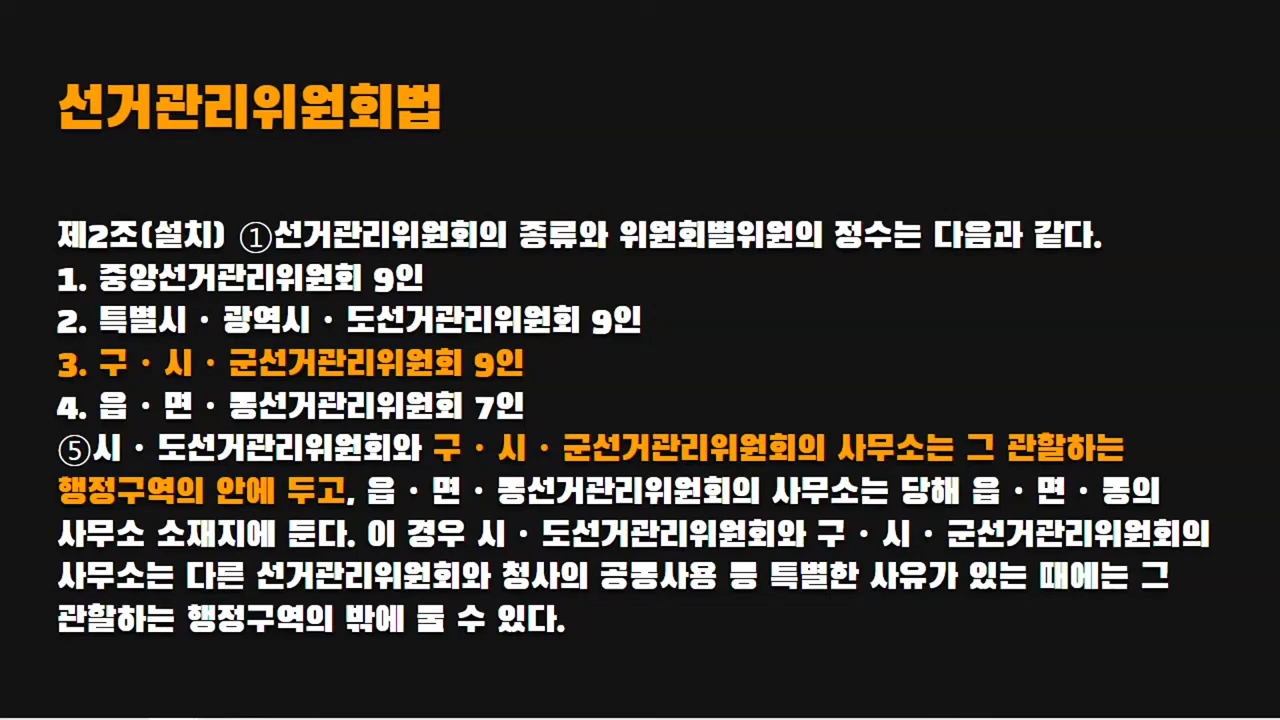 선거관리위원회법
제2조(설치) ①선거관리위원회의 종류와 위원회별위원의 정수는 다음과 같다.
1. 중앙선거관리위원회 9인
2. 특별시 · 광역시 · 도선거관리위원회 9인
3. 구 · 시 · 군선거관리위원회 9인
4. 읍 · 면 · 동선거관리위원회 7인
⑤시 · 도선거관리위원회와 구 · 시 · 군선거관리위원회의 사무소는 그 관할하는
행정구역의 안에 두고, 읍 · 면 · 동선거관리위원회의 사무소는 당해 읍 · 면 · 동의
사무소 소재지에 둔다. 이 경우 시 · 도선거관리위원회와 구 · 시 · 군선거관리위원회의
사무소는 다른 선거관리위원회와 청사의 공동사용 등 특별한 사유가 있는 때에는 그
관할하는 행정구역의 밖에 둘 수 있다.